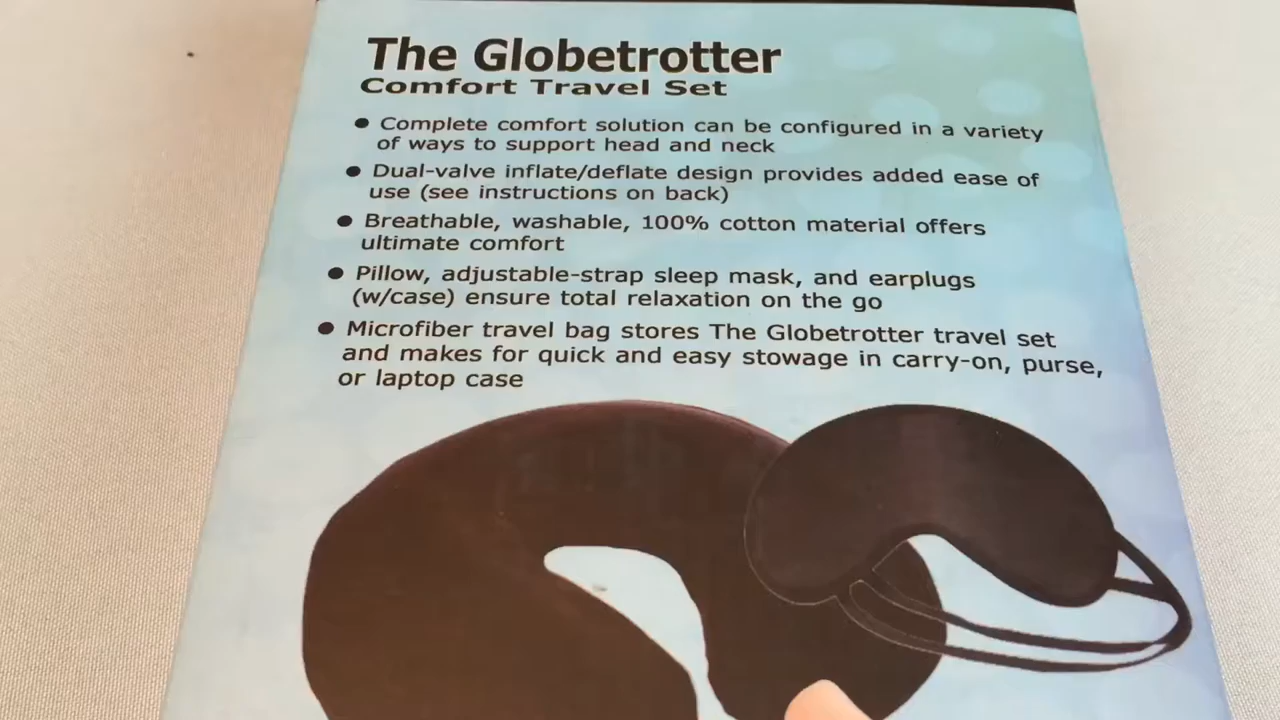 The Globetrotter
Comfort Travel Set
● Complete comfort solution can be configured in a variety
of ways to support head and neck
● Dual-valve inflate/deflate design provides added ease of
use (see instructions on back)
● Breathable, washable, 100% cotton material offers
ultimate comfort
● Pillow, adjustable-strap sleep mask, and earplugs
(w/case) ensure total relaxation on the go
● Microfiber travel bag stores The Globetrotter travel set
and makes for quick and easy stowage in carry-on, purse,
or laptop case